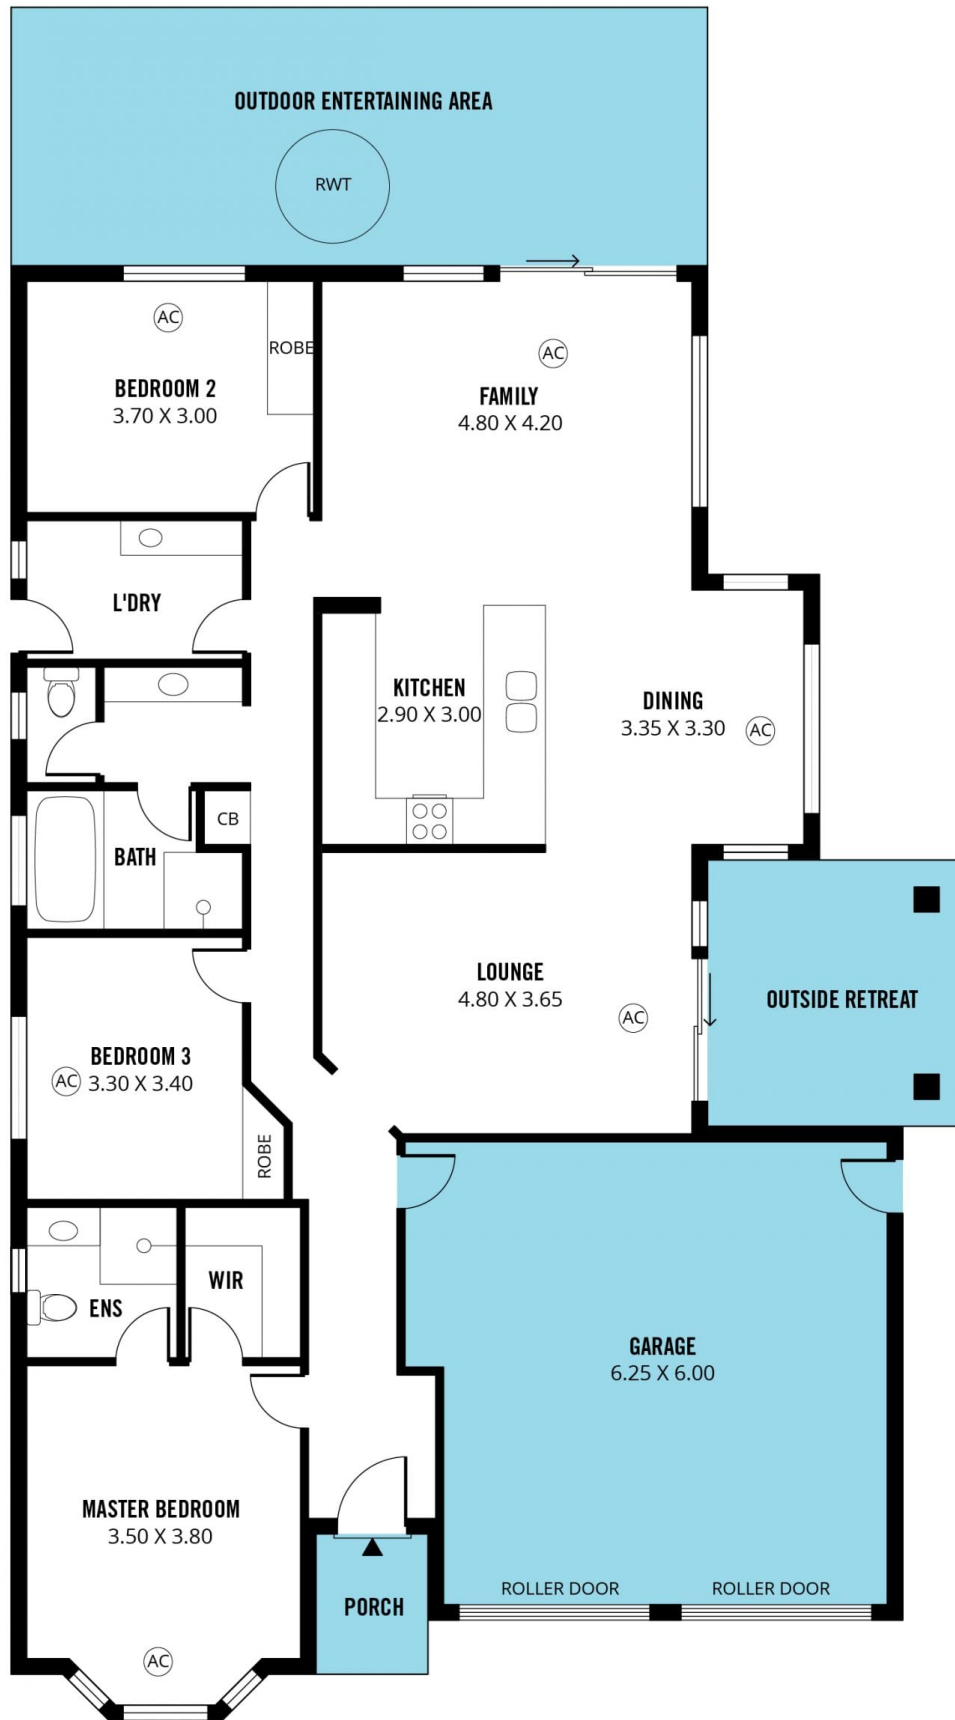 OUTDOOR ENTERTAINING AREA
RWT
AC
ROBE
BEDROOM 2
3.70 X 3.00
AC
FAMILY
4.80 X 4.20
L'DRY
KITCHEN
2.90 X 3.00
DINING
3.35 X 3.30
AC
CB
BATH
LOUNGE
4.80 X 3.65
AC
OUTSIDE RETREAT
BEDROOM 3
3.30 X 3.40
AC
ROBE
WIR
ENS
GARAGE
6.25 X 6.00
MASTER BEDROOM
3.50 X 3.80
AC
PORCH
ROLLER DOOR
ROLLER DOOR